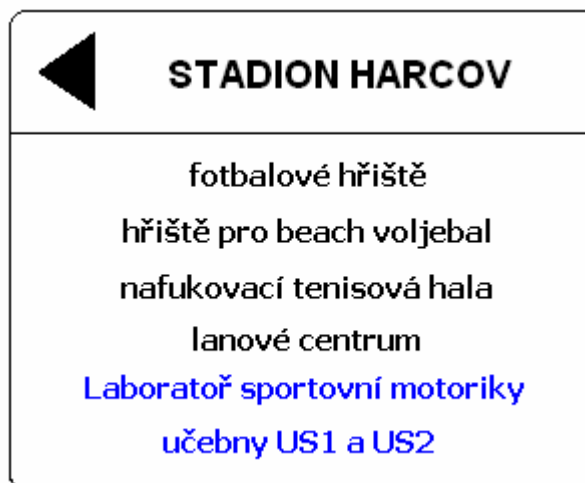 STADION HARCOV
fotbalové hřiště
hřiště pro beach voljebal
nafukovací tenisová hala
lanové centrum
Laboratoř sportovní motoriky
učebny US1 a US2